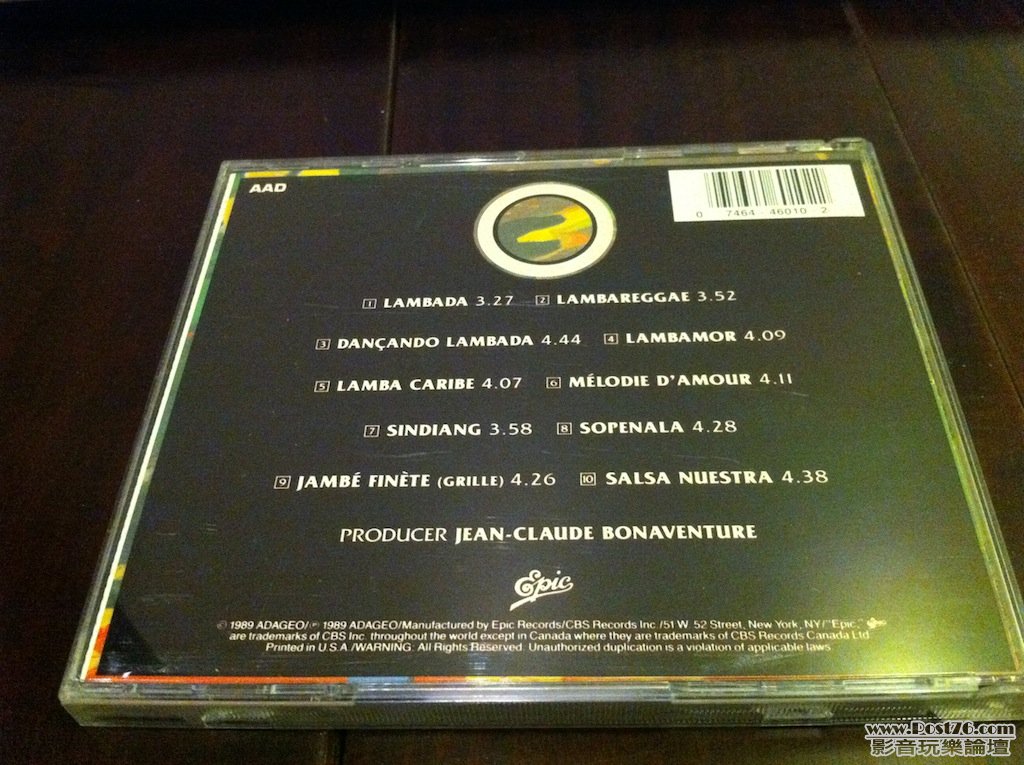 AAD
0 7464 46010 2
1 LAMBADA 3.27 2 LAMBAREGGAE 3.52
3 DANÇANDO LAMBADA 4.44 4 LAMBAMOR 4.09
5 LAMBA CARIBE 4.07 6 MÉLODIE D'AMOUR 4.11
7 SINDIANG 3.58 8 SOPENALA 4.28
9 JAMBÉ FINÈTE (GRILLE) 4.26 10 SALSA NUESTRA 4.38
PRODUCER JEAN-CLAUDE BONAVENTURE
Epic
© 1989 ADAGEO/℗ 1989 ADAGEO/Manufactured by Epic Records/CBS Records Inc./51 W. 52 Street, New York, NY/"Epic,"
are trademarks of CBS Inc. throughout the world except in Canada where they are trademarks of CBS Records Canada Ltd
Printed in U.S.A./WARNING: All Rights Reserved. Unauthorized duplication is a violation of applicable laws.
www.Post76.com
影音玩樂論壇